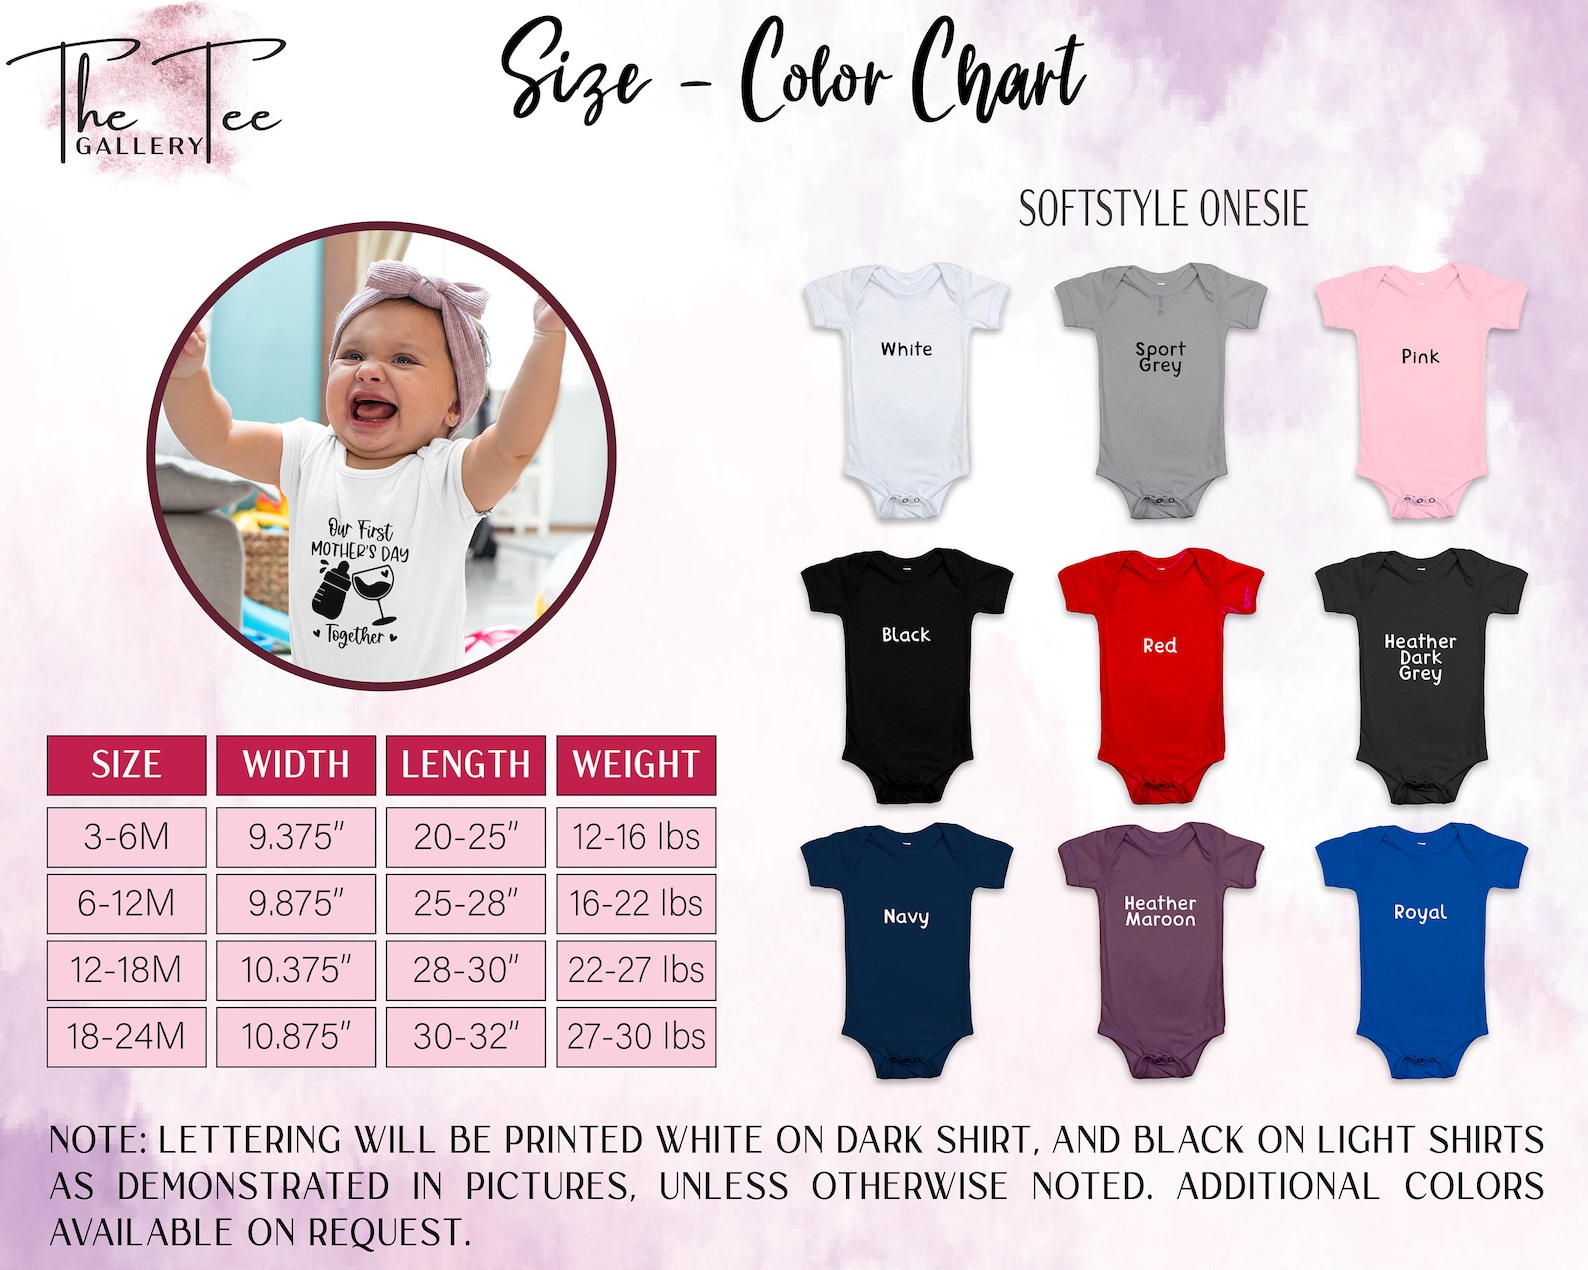 The Tee
GALLERY
Size - Color Chart
SOFTSTYLE ONESIE
Our First
MOTHER'S DAY
Together
White
Sport
Grey
Pink
Black
Red
Heather
Dark
Grey
Navy
Heather
Maroon
Royal
SIZE WIDTH LENGTH WEIGHT
3-6M 9.375" 20-25" 12-16 lbs
6-12M 9.875" 25-28" 16-22 lbs
12-18M 10.375" 28-30" 22-27 lbs
18-24M 10.875" 30-32" 27-30 lbs
NOTE: LETTERING WILL BE PRINTED WHITE ON DARK SHIRT, AND BLACK ON LIGHT SHIRTS
AS DEMONSTRATED IN PICTURES, UNLESS OTHERWISE NOTED. ADDITIONAL COLORS
AVAILABLE ON REQUEST.